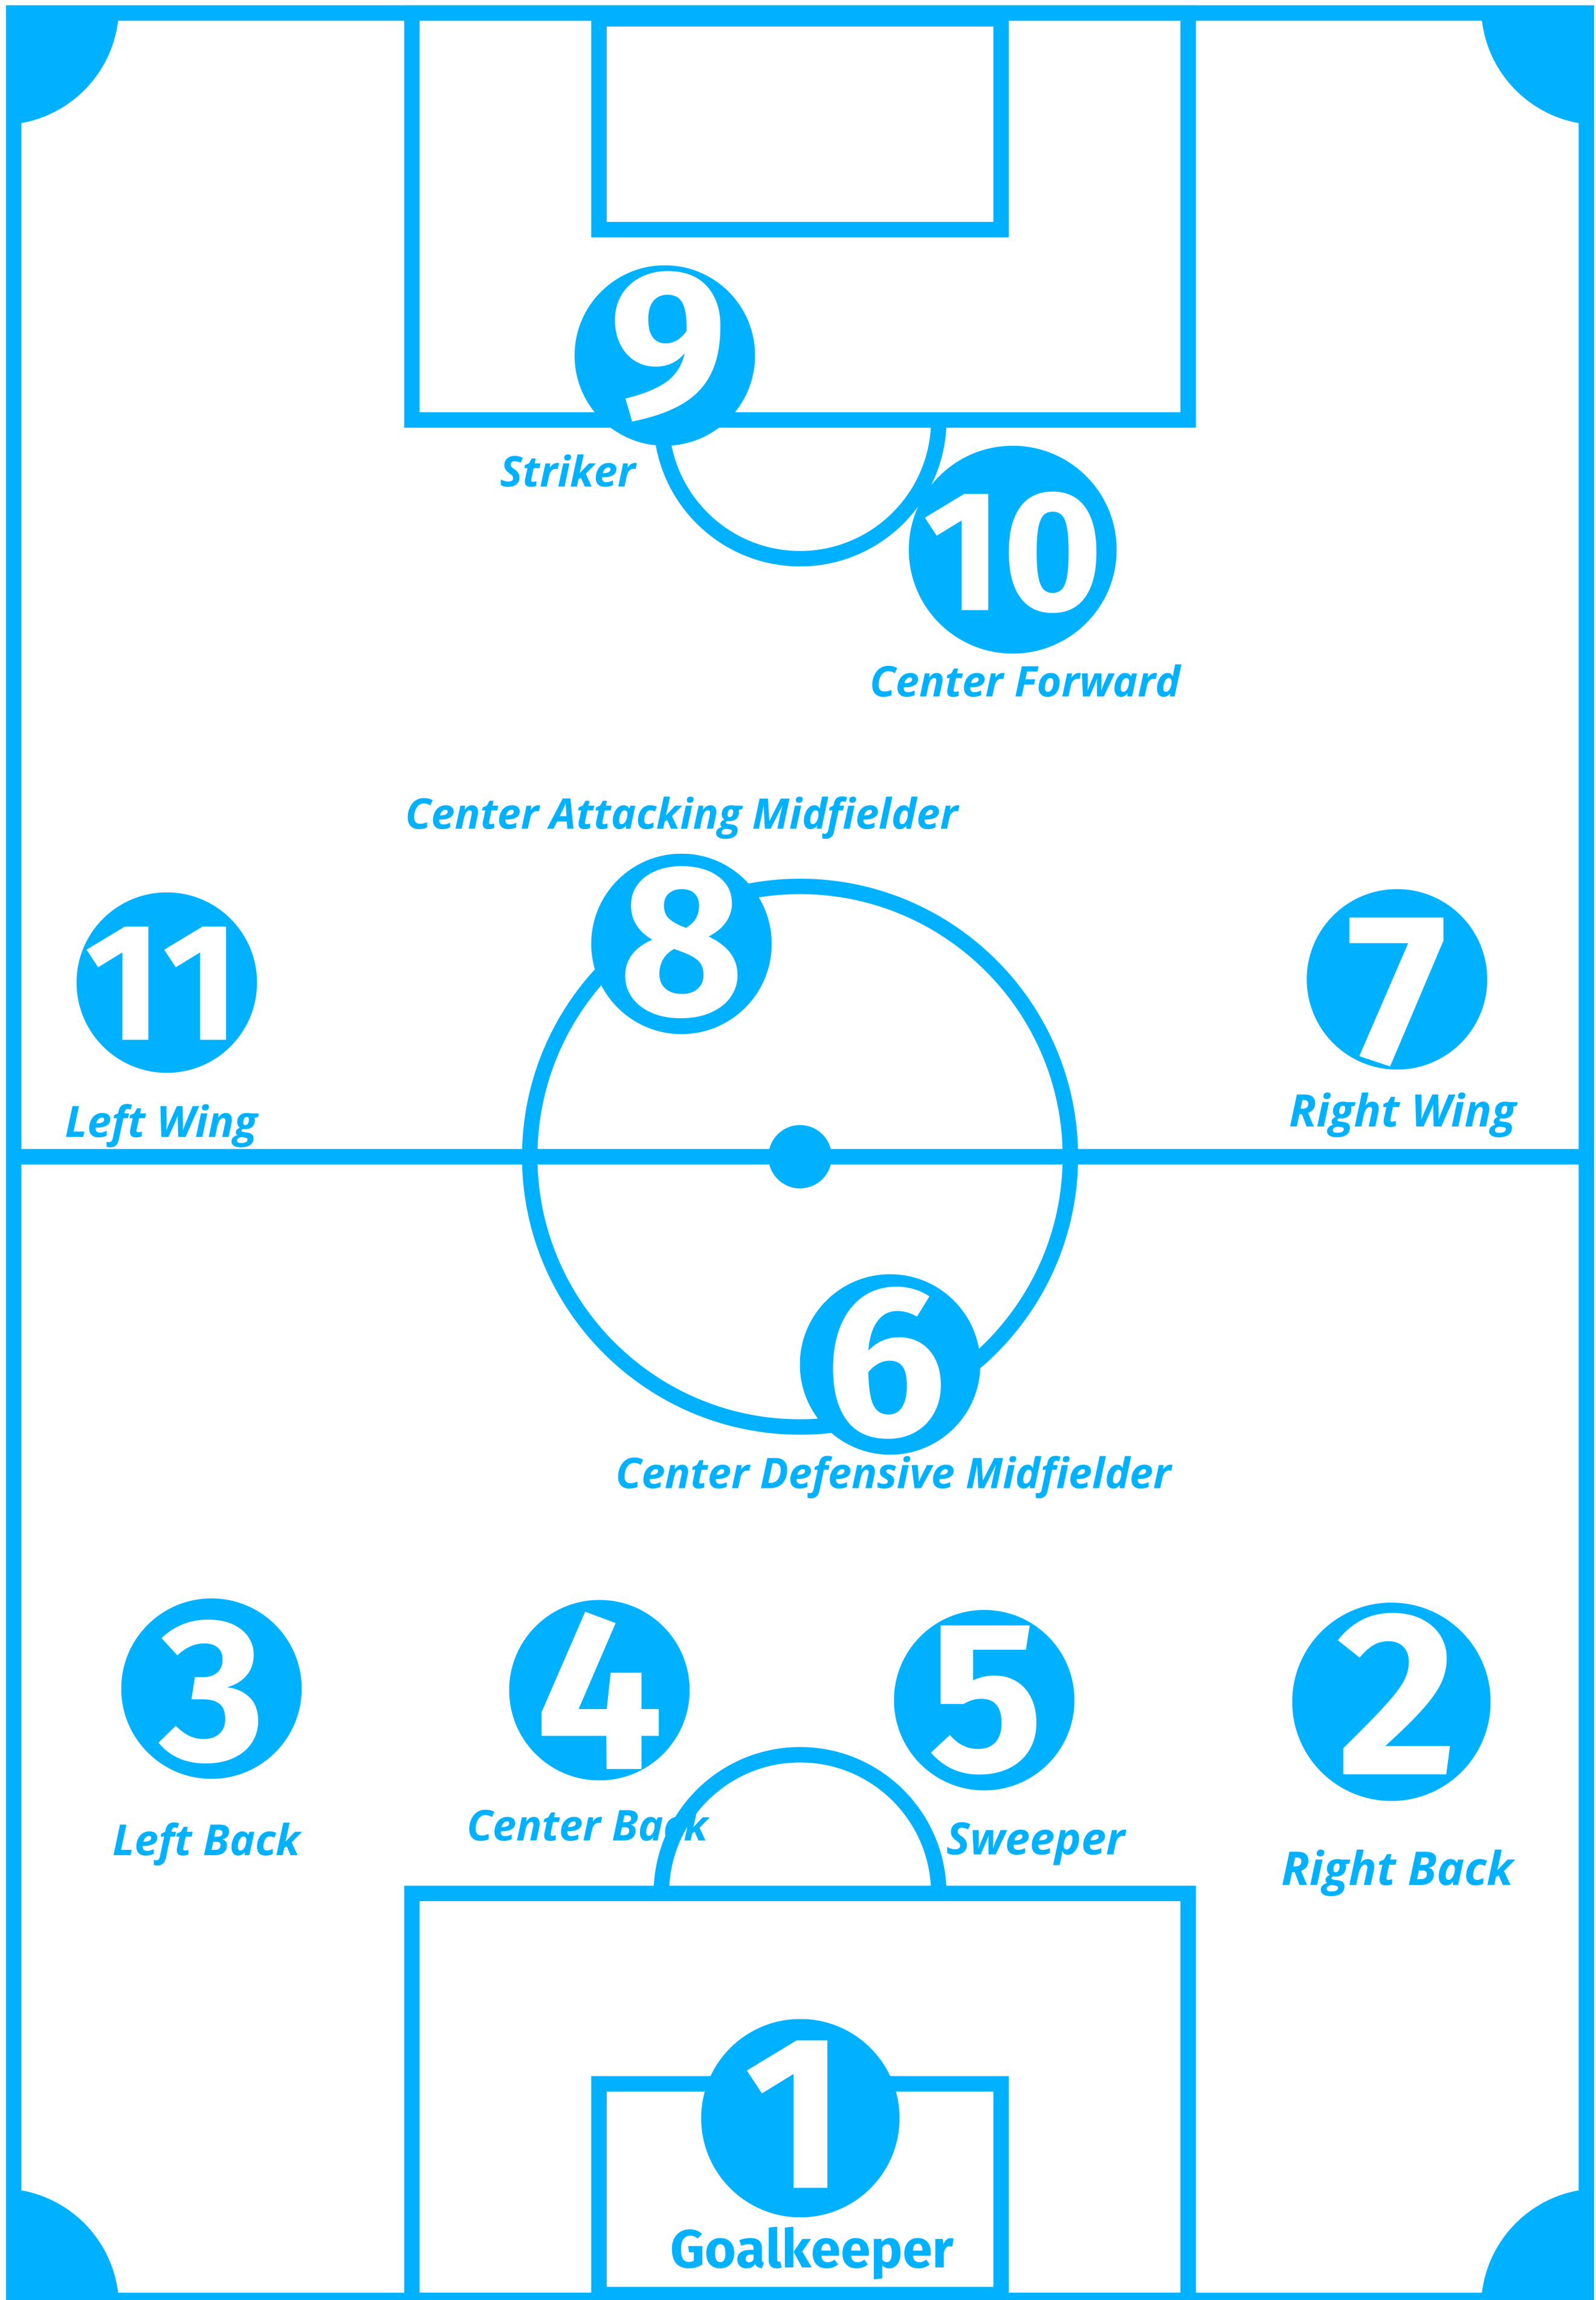 9
Striker
10
Center Forward
Center Attacking Midfielder
8
11
7
Left Wing
Right Wing
6
Center Defensive Midfielder
3
4
5
2
Left Back
Center Back
Sweeper
Right Back
1
Goalkeeper